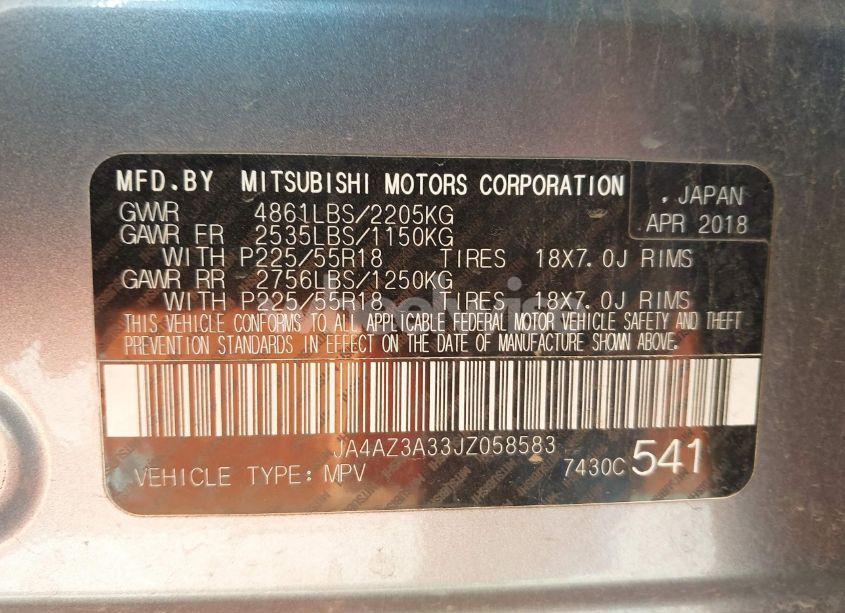 MFD.BY MITSUBISHI MOTORS CORPORATION
. JAPAN
GVWR 4861LBS/2205KG
APR 2018
GAWR FR 2535LBS/1150KG
WITH P225/55R18 TIRES 18X7.0J RIMS
GAWR RR 2756LBS/1250KG
WITH P225/55R18 TIRES 18X7.0J RIMS
THIS VEHICLE CONFORMS TO ALL APPLICABLE FEDERAL MOTOR VEHICLE SAFETY AND THEFT
PREVENTION STANDARDS IN EFFECT ON THE DATE OF MANUFACTURE SHOWN ABOVE.
JA4AZ3A33JZ058583
VEHICLE TYPE: MPV
7430C 541